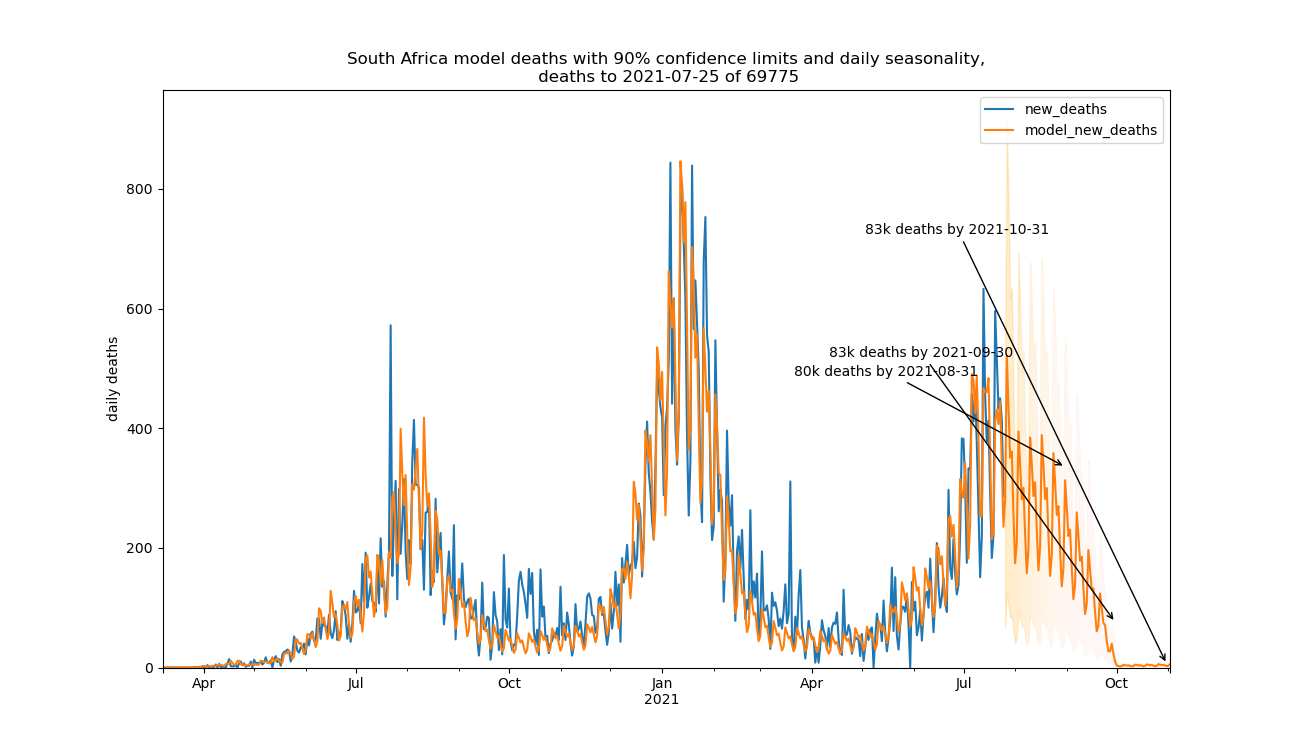 South Africa model deaths with 90% confidence limits and daily seasonality,
deaths to 2021-07-25 of 69775
new_deaths
model_new_deaths
800
83k deaths by 2021-10-31
600
83k deaths by 2021-09-30
80k deaths by 2021-08-31
daily deaths
400
200
0
Apr
Jul
Oct
Jan
2021
Apr
Jul
Oct